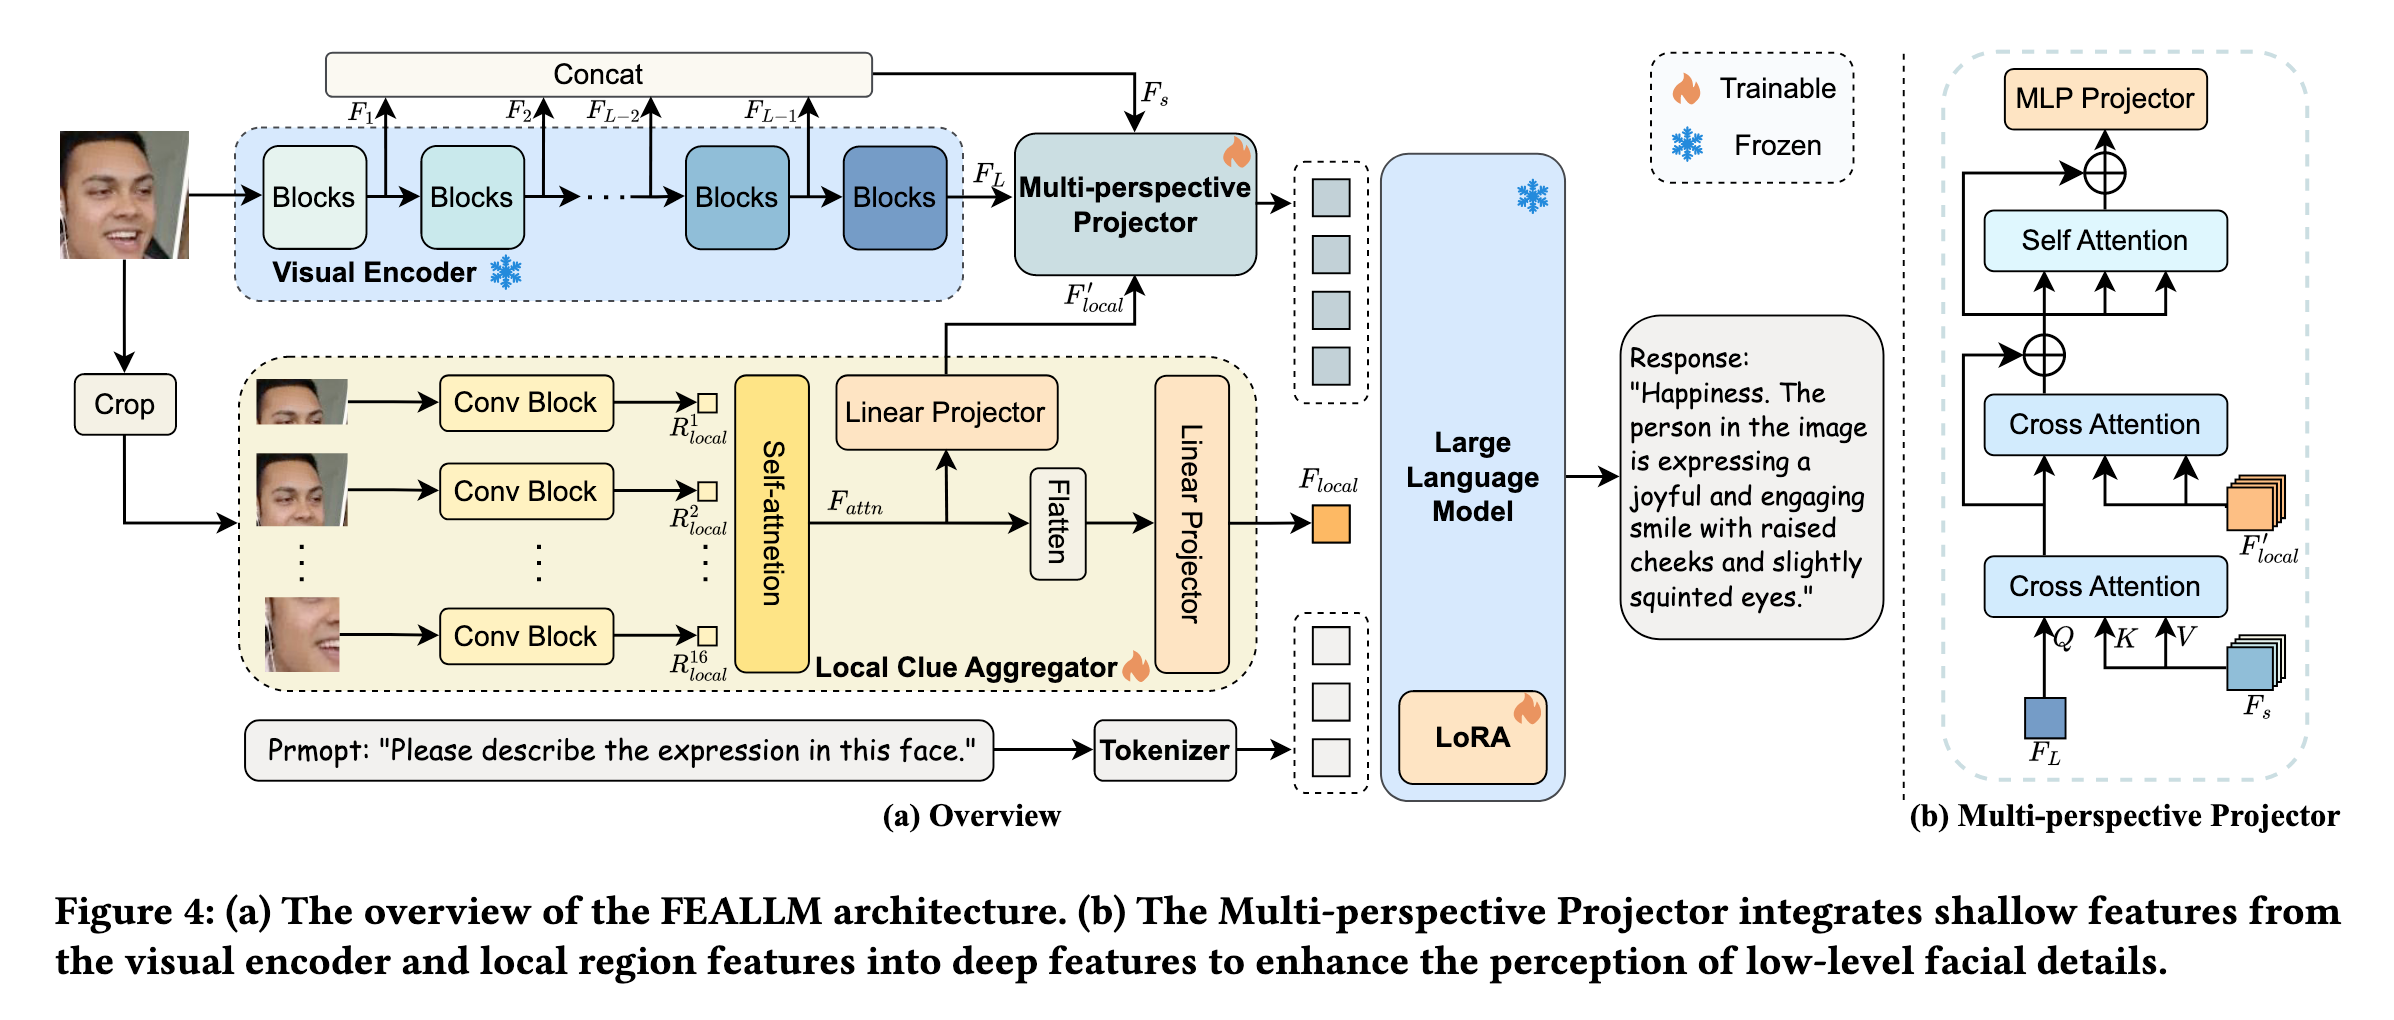 Concat
F_1
F_2
F_{L-2}
F_{L-1}
F_s
Trainable
Frozen
Blocks
Blocks
. . . .
Blocks
Blocks
F_L
Visual Encoder
Multi-perspective
Projector
F'_{local}
Crop
Conv Block
R^1_{local}
Conv Block
R^2_{local}
Conv Block
R^{16}_{local}
Self-attnetion
F_{attn}
Linear Projector
Flatten
Linear Projector
F_{local}
Local Clue Aggregator
Prmopt: "Please describe the expression in this face."
Tokenizer
Large
Language
Model
LoRA
Response:
"Happiness. The
person in the image
is expressing a
joyful and engaging
smile with raised
cheeks and slightly
squinted eyes."
(a) Overview
MLP Projector
Self Attention
Cross Attention
F'_{local}
Cross Attention
Q
K
V
F_s
F_L
(b) Multi-perspective Projector
Figure 4: (a) The overview of the FEALLM architecture. (b) The Multi-perspective Projector integrates shallow features from
the visual encoder and local region features into deep features to enhance the perception of low-level facial details.